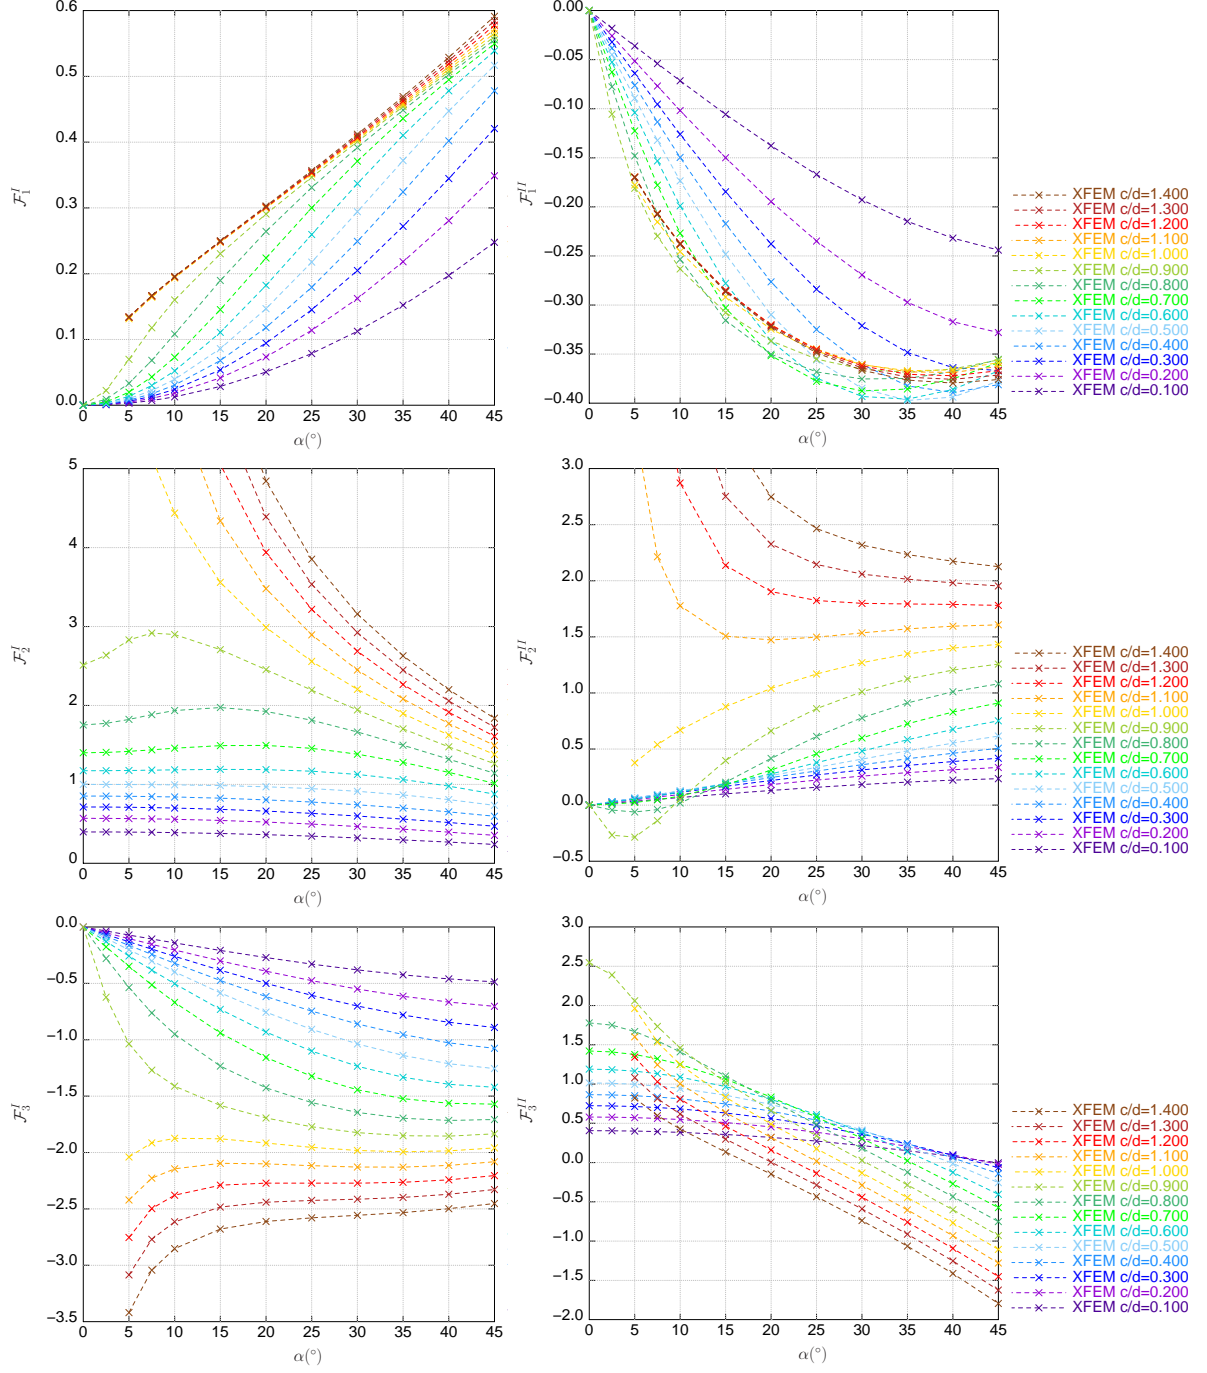 0.6
0.5
0.4
0.3
0.2
0.1
0.0
0 5 10 15 20 25 30 35 40 45
α(°)
ℱ₁ᴵ
0.00
−0.05
−0.10
−0.15
−0.20
−0.25
−0.30
−0.35
−0.40
0 5 10 15 20 25 30 35 40 45
α(°)
ℱ₁ᴵᴵ
XFEM c/d=1.400
XFEM c/d=1.300
XFEM c/d=1.200
XFEM c/d=1.100
XFEM c/d=1.000
XFEM c/d=0.900
XFEM c/d=0.800
XFEM c/d=0.700
XFEM c/d=0.600
XFEM c/d=0.500
XFEM c/d=0.400
XFEM c/d=0.300
XFEM c/d=0.200
XFEM c/d=0.100
5
4
3
2
1
0
0 5 10 15 20 25 30 35 40 45
α(°)
ℱ₂ᴵ
3.0
2.5
2.0
1.5
1.0
0.5
0.0
−0.5
0 5 10 15 20 25 30 35 40 45
α(°)
ℱ₂ᴵᴵ
XFEM c/d=1.400
XFEM c/d=1.300
XFEM c/d=1.200
XFEM c/d=1.100
XFEM c/d=1.000
XFEM c/d=0.900
XFEM c/d=0.800
XFEM c/d=0.700
XFEM c/d=0.600
XFEM c/d=0.500
XFEM c/d=0.400
XFEM c/d=0.300
XFEM c/d=0.200
XFEM c/d=0.100
0.0
−0.5
−1.0
−1.5
−2.0
−2.5
−3.0
−3.5
0 5 10 15 20 25 30 35 40 45
α(°)
ℱ₃ᴵ
3.0
2.5
2.0
1.5
1.0
0.5
0.0
−0.5
−1.0
−1.5
−2.0
0 5 10 15 20 25 30 35 40 45
α(°)
ℱ₃ᴵᴵ
XFEM c/d=1.400
XFEM c/d=1.300
XFEM c/d=1.200
XFEM c/d=1.100
XFEM c/d=1.000
XFEM c/d=0.900
XFEM c/d=0.800
XFEM c/d=0.700
XFEM c/d=0.600
XFEM c/d=0.500
XFEM c/d=0.400
XFEM c/d=0.300
XFEM c/d=0.200
XFEM c/d=0.100